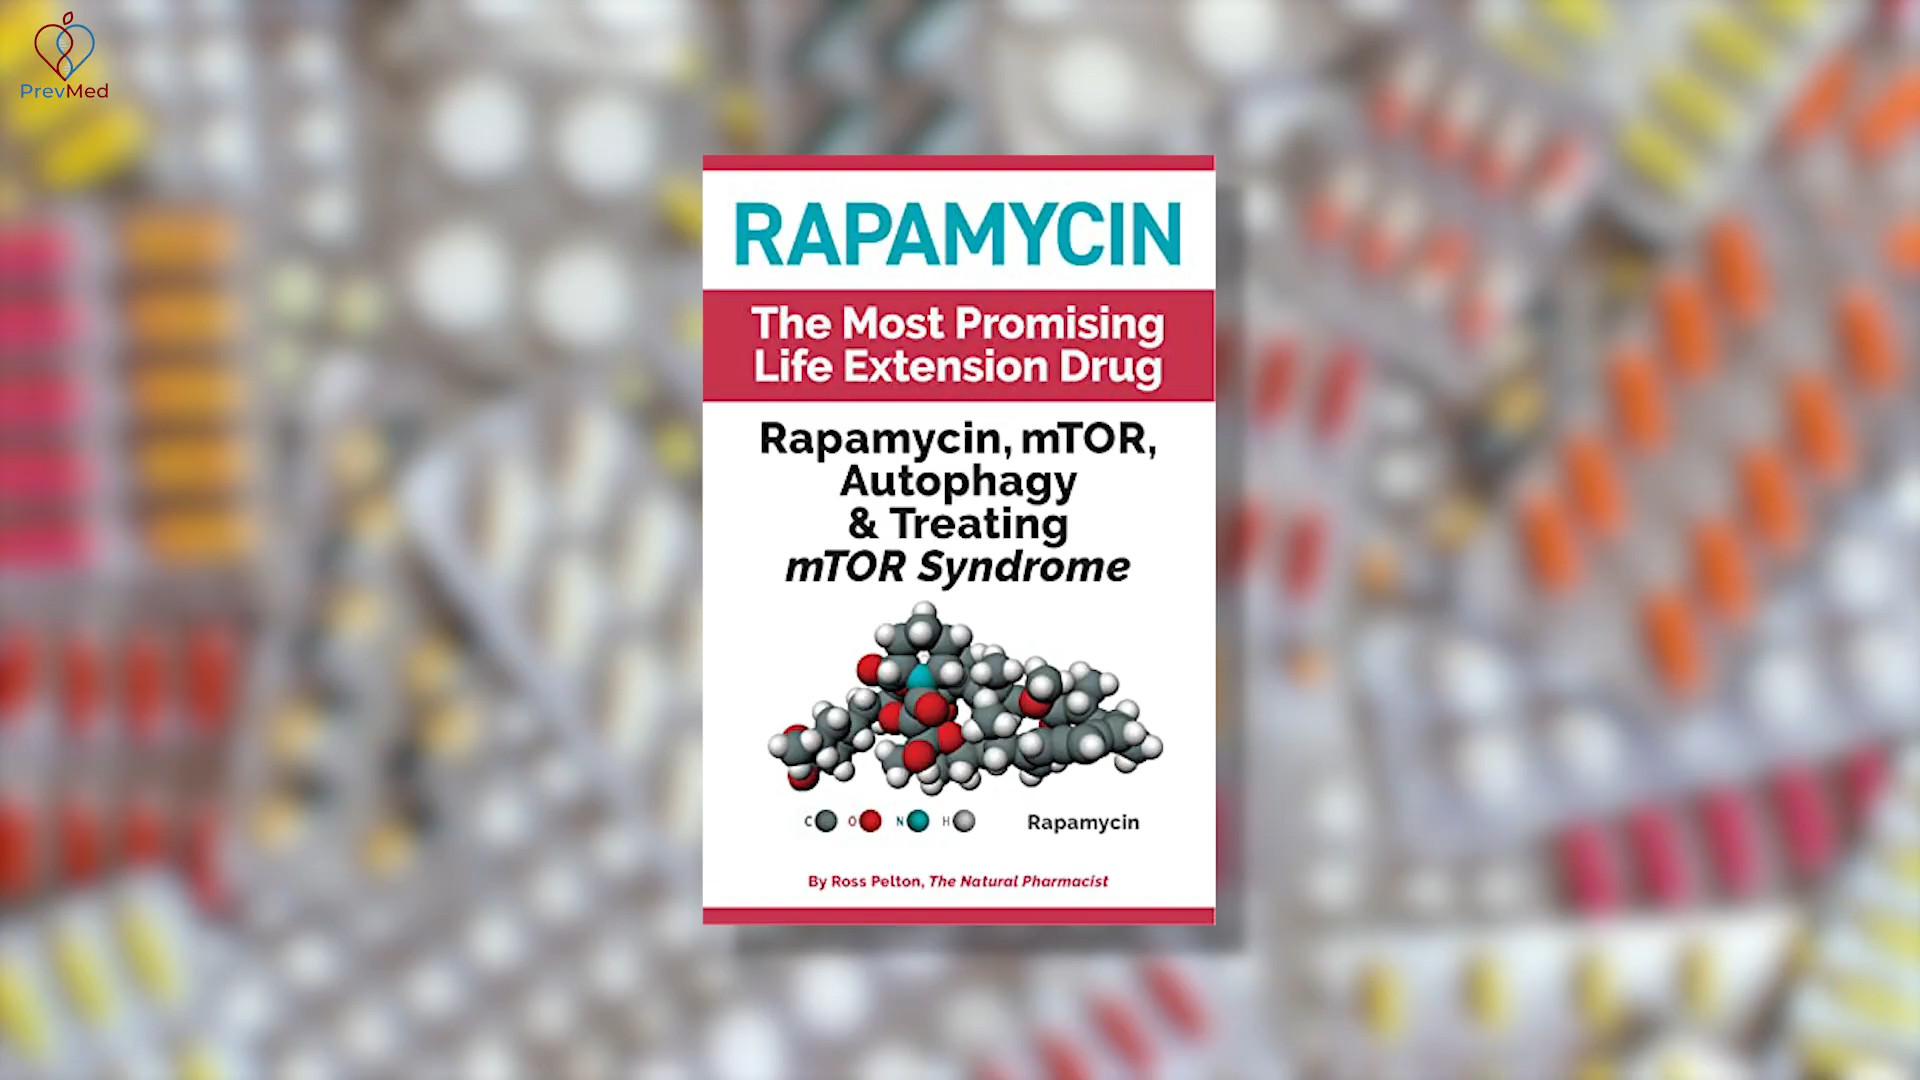 PrevMed
RAPAMYCIN
The Most Promising
Life Extension Drug
Rapamycin, mTOR,
Autophagy
& Treating
mTOR Syndrome
C O N H Rapamycin
By Ross Pelton, The Natural Pharmacist